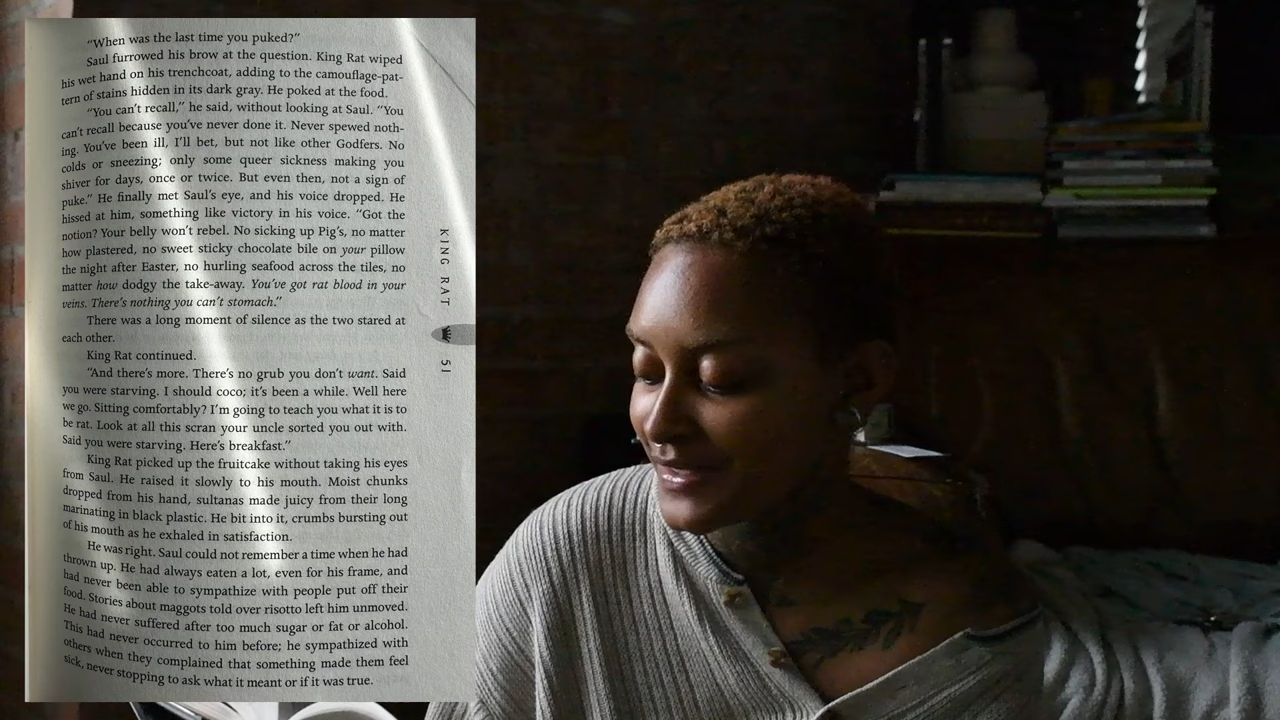 “When was the last time you puked?”
Saul furrowed his brow at the question. King Rat wiped
his wet hand on his trenchcoat, adding to the camouflage-pat-
tern of stains hidden in its dark gray. He poked at the food.
“You can’t recall,” he said, without looking at Saul. “You
can’t recall because you’ve never done it. Never spewed noth-
ing. You’ve been ill, I’ll bet, but not like other Godfers. No
colds or sneezing; only some queer sickness making you
shiver for days, once or twice. But even then, not a sign of
puke.” He finally met Saul’s eye, and his voice dropped. He
hissed at him, something like victory in his voice. “Got the
notion? Your belly won’t rebel. No sicking up Pig’s, no matter
how plastered, no sweet sticky chocolate bile on your pillow
the night after Easter, no hurling seafood across the tiles, no
matter how dodgy the take-away. You’ve got rat blood in your
veins. There’s nothing you can’t stomach.”
There was a long moment of silence as the two stared at
each other.
King Rat continued.
“And there’s more. There’s no grub you don’t want. Said
you were starving. I should coco; it’s been a while. Well here
we go. Sitting comfortably? I’m going to teach you what it is to
be rat. Look at all this scran your uncle sorted you out with.
Said you were starving. Here’s breakfast.”
King Rat picked up the fruitcake without taking his eyes
from Saul. He raised it slowly to his mouth. Moist chunks
dropped from his hand, sultanas made juicy from their long
marinating in black plastic. He bit into it, crumbs bursting out
of his mouth as he exhaled in satisfaction.
He was right. Saul could not remember a time when he had
thrown up. He had always eaten a lot, even for his frame, and
had never been able to sympathize with people put off their
food. Stories about maggots told over risotto left him unmoved.
He had never suffered after too much sugar or fat or alcohol.
This had never occurred to him before; he sympathized with
others when they complained that something made them feel
sick, never stopping to ask what it meant or if it was true.
KING RAT
51